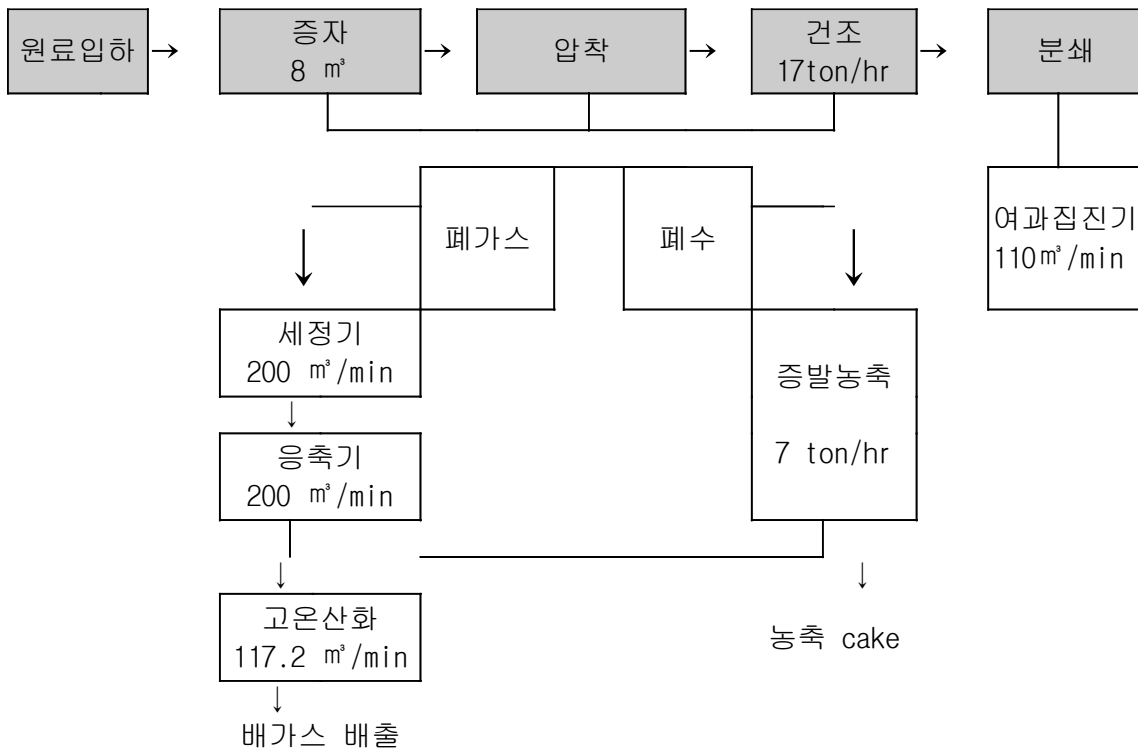 원료입하 → 증자 → 압착 → 건조 → 분쇄
8 ㎥ 17ton/hr
폐가스 폐수 여과집진기
110㎥/min
세정기
200 ㎥/min
증발농축
7 ton/hr
응축기
200 ㎥/min
고온산화
117.2 ㎥/min
농축 cake
배가스 배출